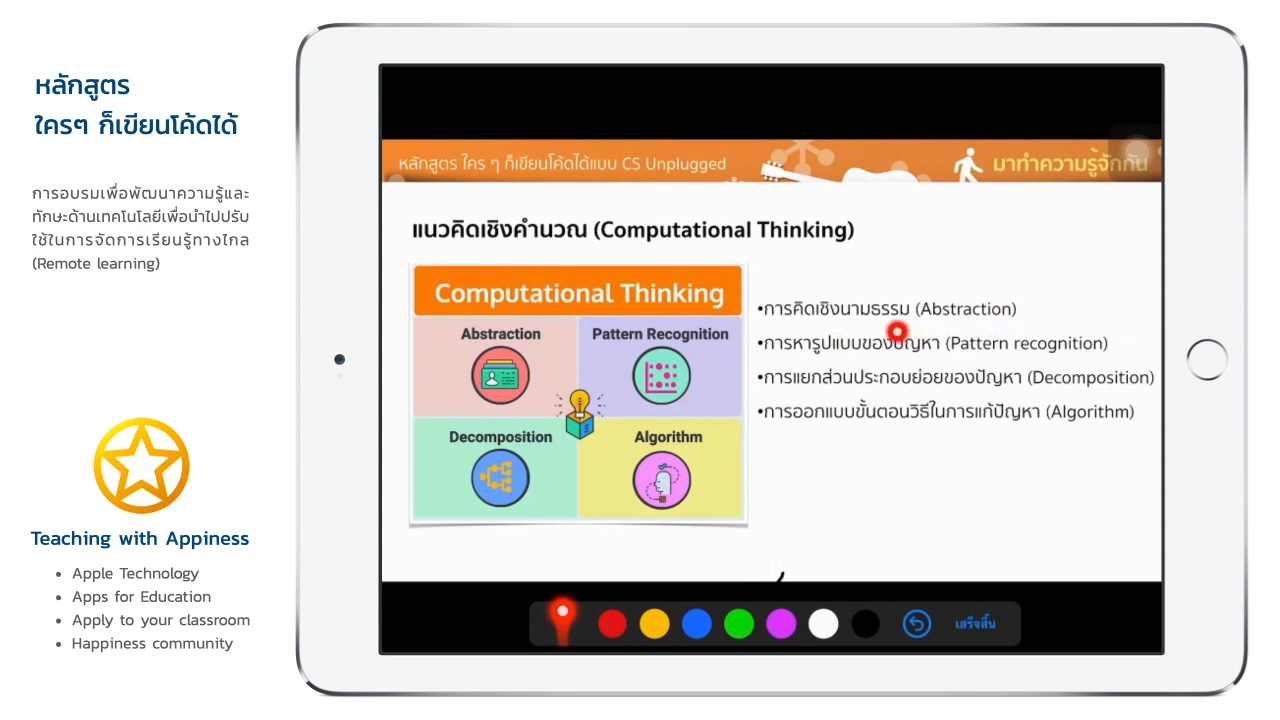 หลักสูตร
ใครๆ ก็เขียนโค้ดได้
การอบรมเพื่อพัฒนาความรู้และ
ทักษะด้านเทคโนโลยีเพื่อนำไปปรับ
ใช้ในการจัดการเรียนรู้ทางไกล
(Remote learning)
Teaching with Appiness
• Apple Technology
• Apps for Education
• Apply to your classroom
• Happiness community
หลักสูตร ใคร ๆ ก็เขียนโค้ดได้แบบ CS Unplugged
มาทำความรู้จักกัน
แนวคิดเชิงคำนวณ (Computational Thinking)
Computational Thinking
Abstraction
Pattern Recognition
Decomposition
Algorithm
•การคิดเชิงนามธรรม (Abstraction)
•การหารูปแบบของปัญหา (Pattern recognition)
•การแยกส่วนประกอบย่อยของปัญหา (Decomposition)
•การออกแบบขั้นตอนวิธีในการแก้ปัญหา (Algorithm)
เสร็จสิ้น